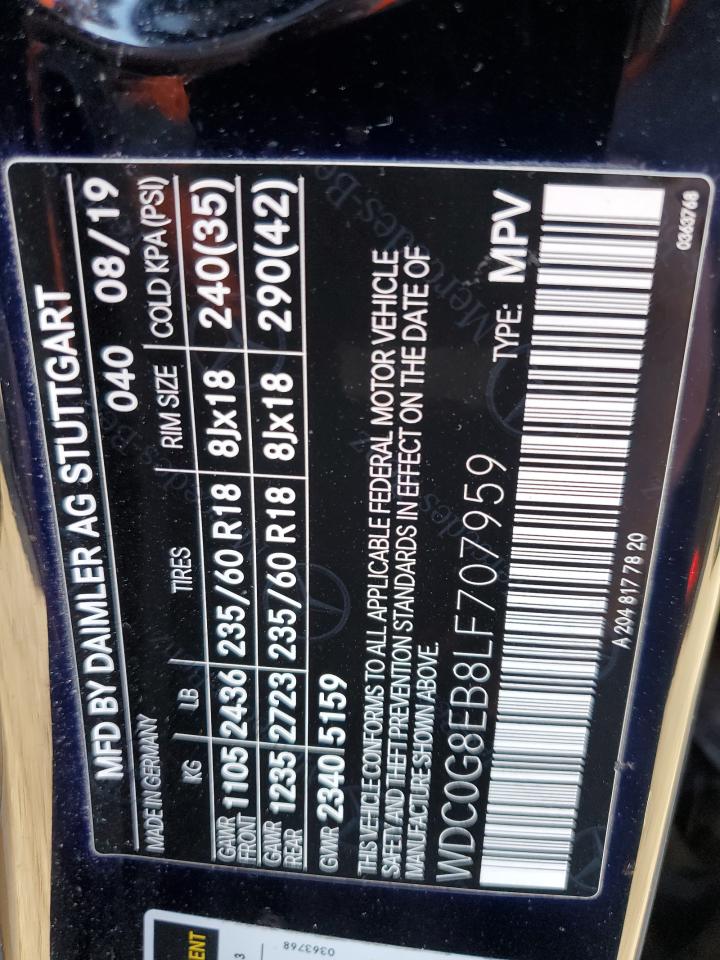 MFD BY DAIMLER AG STUTTGART
040 08/19
MADE IN GERMANY
KG LB TIRES RIM SIZE COLD KPA (PSI)
GAWR FRONT 1105 2436 235/60 R18 8Jx18 240(35)
GAWR REAR 1235 2723 235/60 R18 8Jx18 290(42)
GWR 2340 5159
THIS VEHICLE CONFORMS TO ALL APPLICABLE FEDERAL MOTOR VEHICLE
SAFETY AND THEFT PREVENTION STANDARDS IN EFFECT ON THE DATE OF
MANUFACTURE SHOWN ABOVE.
WDC0G8EB8LF707959 TYPE: MPV
A 204 817 78 20
0363768
0363768